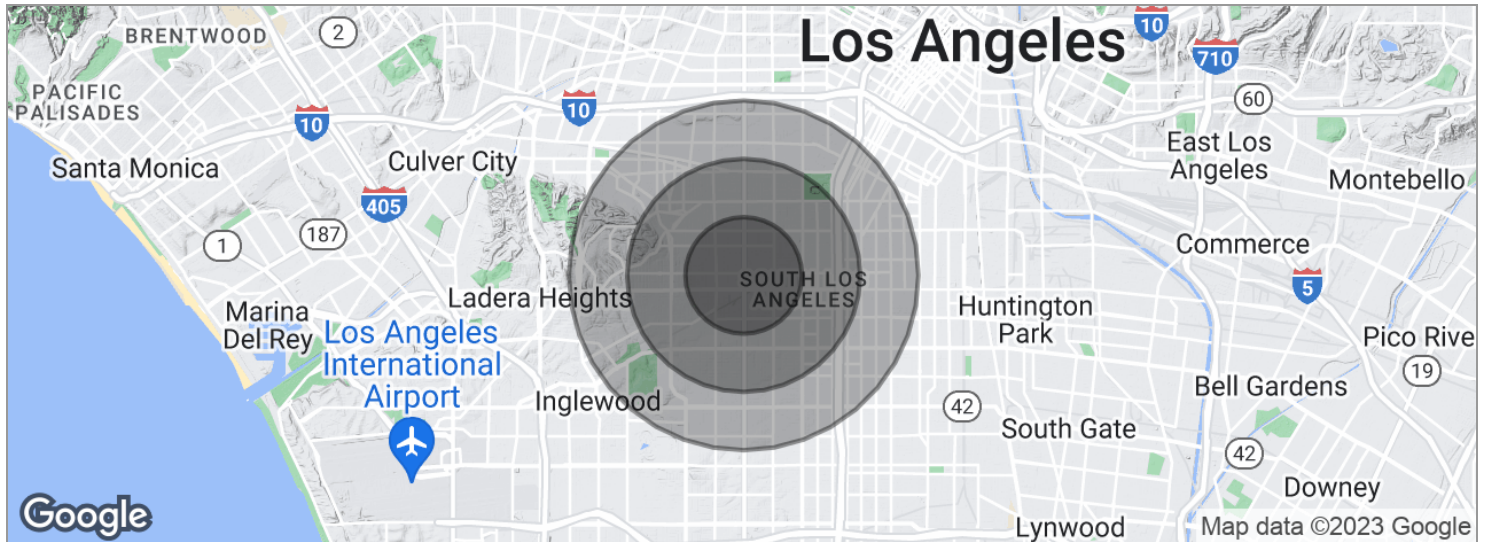 Los Angeles
10
710
BRENTWOOD
2
PACIFIC
PALISADES
10
10
60
East Los
Angeles
Santa Monica
Culver City
Montebello
405
1
187
Commerce
SOUTH LOS
ANGELES
5
Ladera Heights
Marina
Del Rey
Huntington
Park
Los Angeles
International
Airport
Pico Rive
19
Inglewood
Bell Gardens
42
South Gate
42
Downey
Google
Lynwood
Map data ©2023 Google